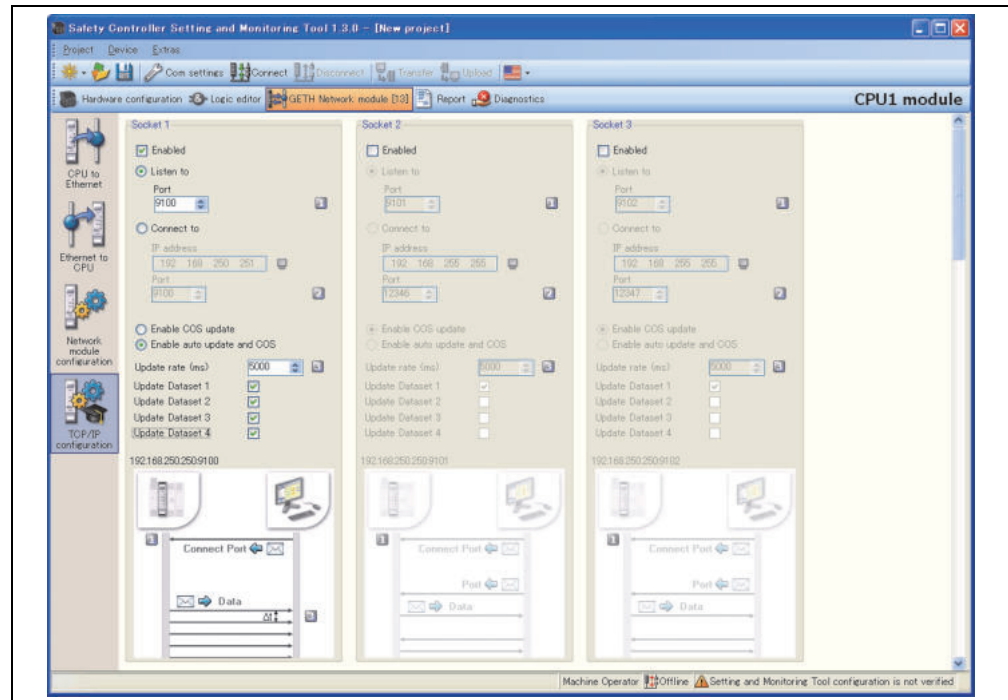 Safety Controller Setting and Monitoring Tool 1.3.0 - [New project]
Project Device Extras
Com settings Connect Disconnect Transfer Upload
Hardware configuration Logic editor GETH Network module [13] Report Diagnostics CPU1 module
CPU to
Ethernet
Ethernet to
CPU
Network
module
configuration
TCP/IP
configuration
Socket 1
Enabled
Listen to
Port
9100
1
Connect to
IP address
192 168 250 251
Port
9100
2
Enable COS update
Enable auto update and COS
Update rate (ms) 5000
Update Dataset 1
Update Dataset 2
Update Dataset 3
Update Dataset 4
192.168.250.250:9100
1
Connect Port
Data
Δt
Socket 2
Enabled
Listen to
Port
9101
1
Connect to
IP address
192 168 255 255
Port
12346
2
Enable COS update
Enable auto update and COS
Update rate (ms) 5000
Update Dataset 1
Update Dataset 2
Update Dataset 3
Update Dataset 4
192.168.250.250:9101
1
Connect Port
Port
Data
Socket 3
Enabled
Listen to
Port
9102
1
Connect to
IP address
192 168 255 255
Port
12347
2
Enable COS update
Enable auto update and COS
Update rate (ms) 5000
Update Dataset 1
Update Dataset 2
Update Dataset 3
Update Dataset 4
192.168.250.250:9102
1
Connect Port
Port
Data
Machine Operator Offline Setting and Monitoring Tool configuration is not verified